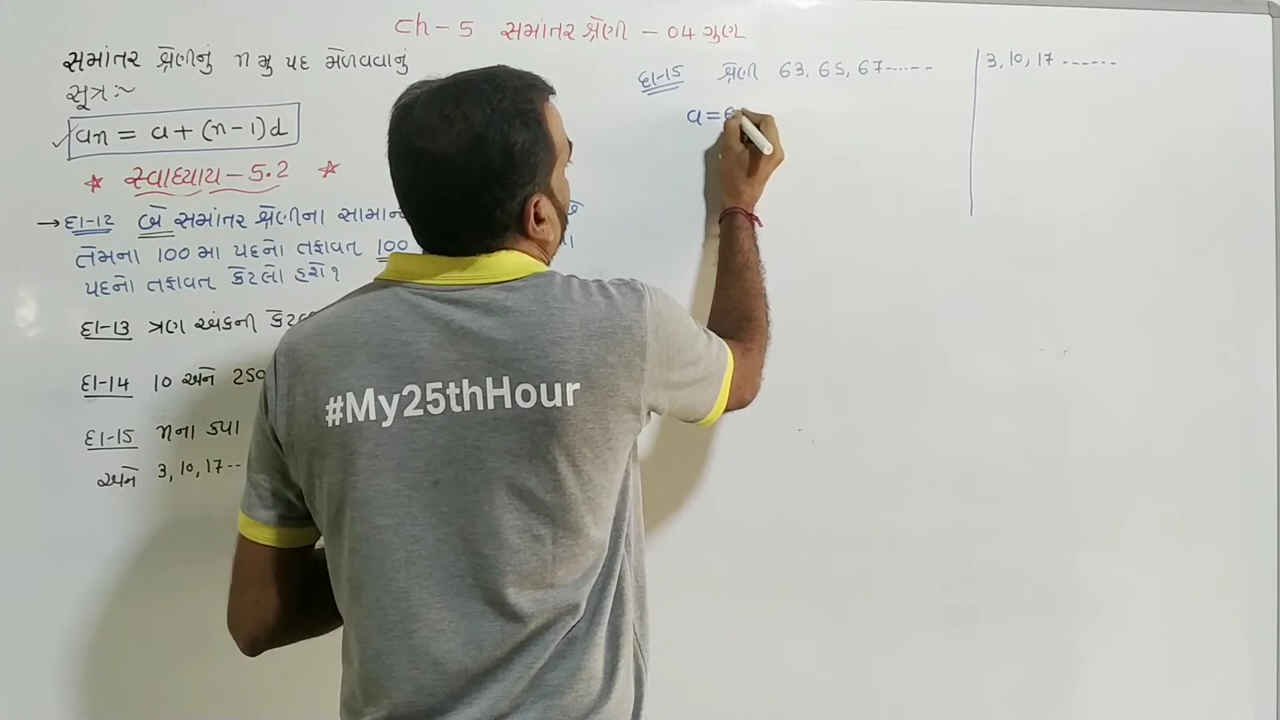 Ch-5 સમાંતર શ્રેણી - 04 ગુણ
સમાંતર શ્રેણીનું n મુ પદ મેળવવાનું
સૂત્ર:~
an = a + (n-1)d
* સ્વાધ્યાય - 5.2 *
→ દા-12 બે સમાંતર શ્રેણીના
તેમના 100 મા પદનો તફાવત 100
પદનો તફાવત કેટલો હશે?
દા-13 ત્રણ અંકની
દા-14 10 અને 250
દા-15 nના કયા
અને 3, 10, 17--
દા-15 શ્રેણી 63, 65, 67------
a=
3, 10, 17 ------
#My25thHour